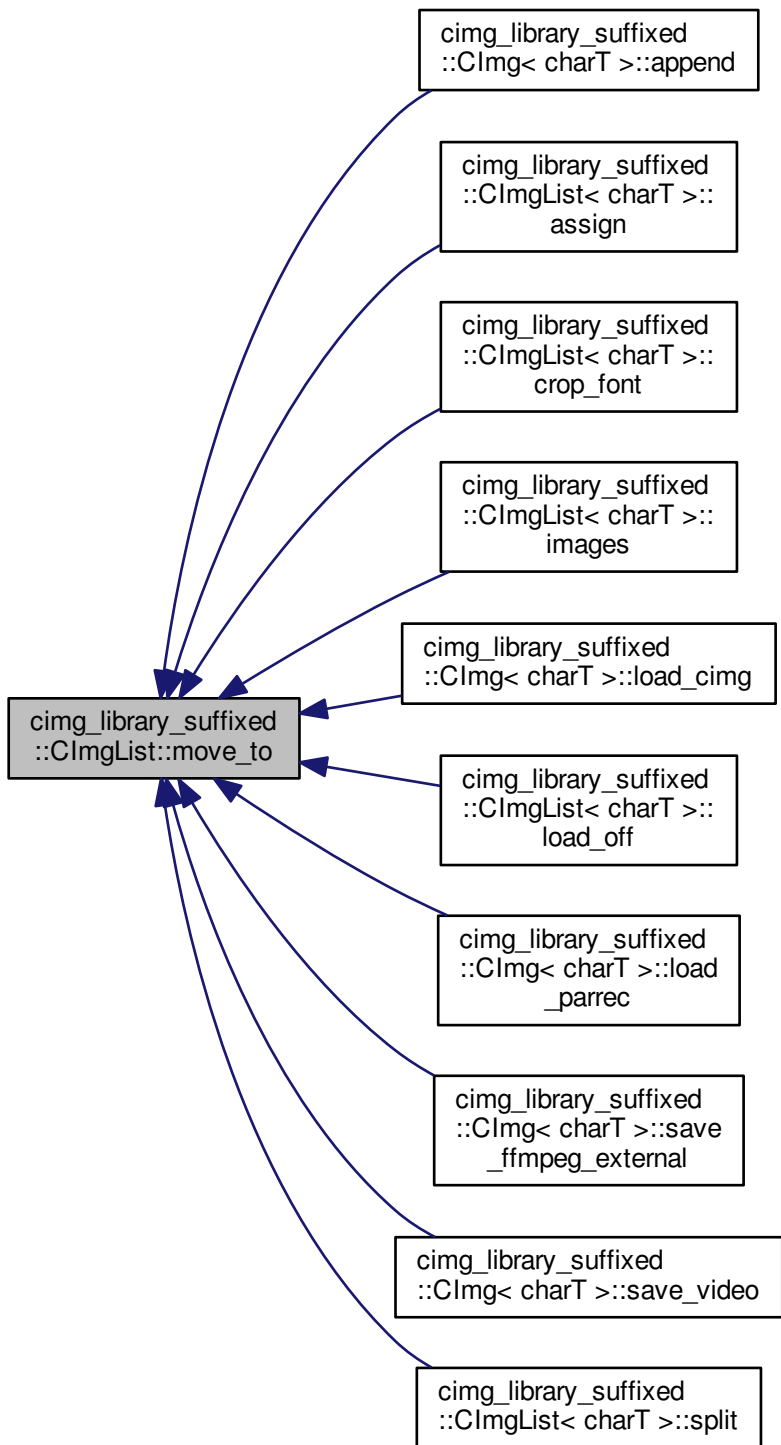 cimg_library_suffixed
::CImg< charT >::append
cimg_library_suffixed
::CImgList< charT >::
assign
cimg_library_suffixed
::CImgList< charT >::
crop_font
cimg_library_suffixed
::CImgList< charT >::
images
cimg_library_suffixed
::CImg< charT >::load_cimg
cimg_library_suffixed
::CImgList::move_to
cimg_library_suffixed
::CImgList< charT >::
load_off
cimg_library_suffixed
::CImg< charT >::load
_parrec
cimg_library_suffixed
::CImg< charT >::save
_ffmpeg_external
cimg_library_suffixed
::CImg< charT >::save_video
cimg_library_suffixed
::CImgList< charT >::split